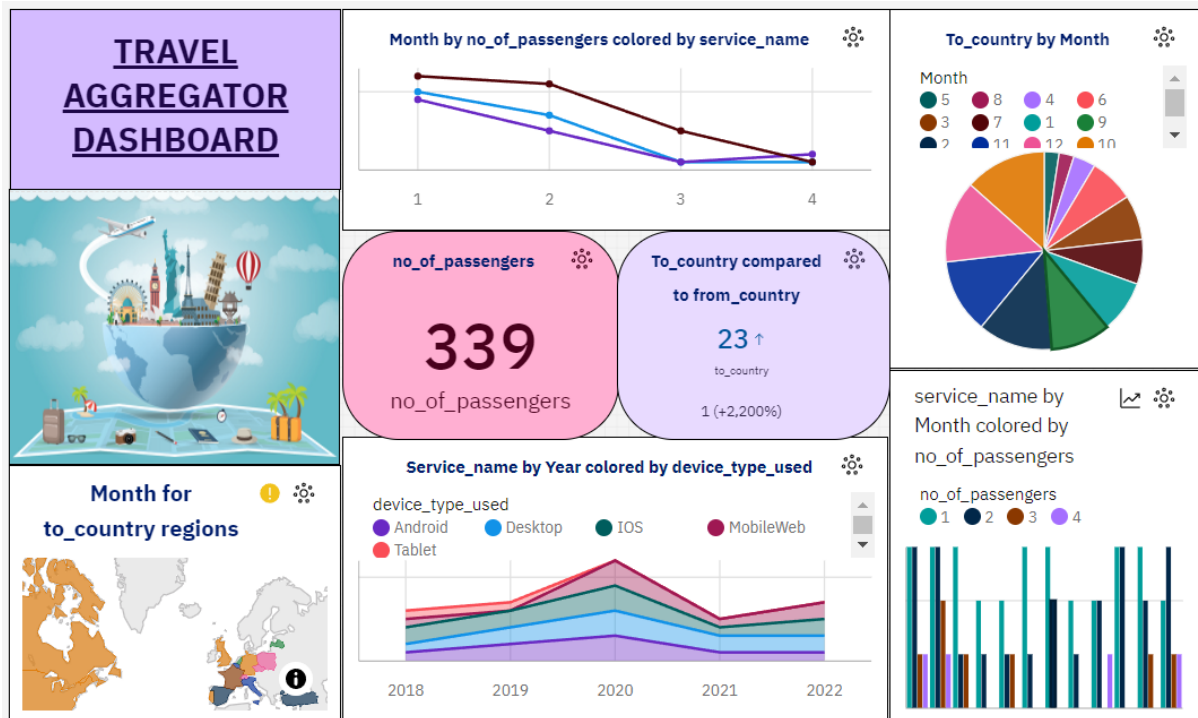 TRAVEL
AGGREGATOR
DASHBOARD
Month by no_of_passengers colored by service_name
1 2 3 4
To_country by Month
Month
5 8 4 6
3 7 1 9
2 11 12 10
no_of_passengers
339
no_of_passengers
To_country compared
to from_country
23 ↑
to_country
1 (+2,200%)
Month for
to_country regions
Service_name by Year colored by device_type_used
device_type_used
Android Desktop IOS MobileWeb
Tablet
2018 2019 2020 2021 2022
service_name by
Month colored by
no_of_passengers
no_of_passengers
1 2 3 4